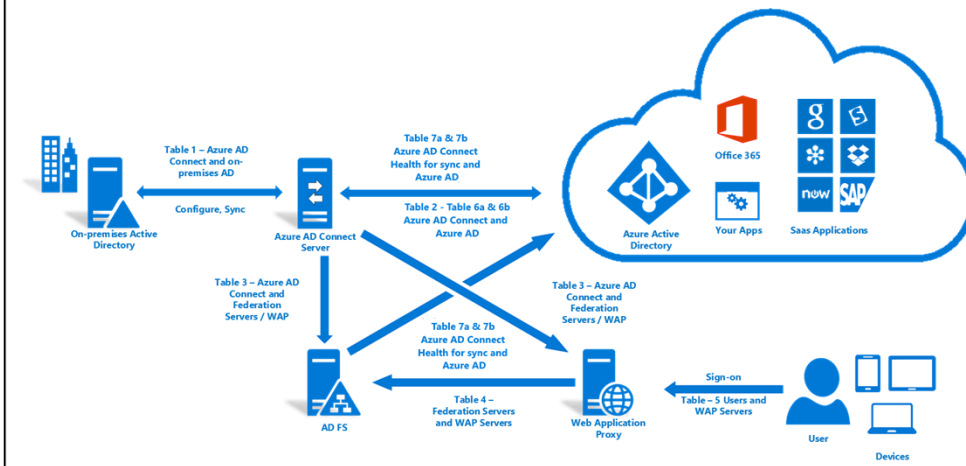 Table 1 – Azure AD
Connect and on-
premises AD
Configure, Sync
On-premises Active
Directory
Azure AD Connect
Server
Table 7a & 7b
Azure AD Connect
Health for sync and
Azure AD
Table 2 - Table 6a & 6b
Azure AD Connect and
Azure AD
Office 365
g
now
SAP
Azure Active
Directory
Your Apps
Saas Applications
Table 3 – Azure AD
Connect and
Federation
Servers / WAP
Table 3 – Azure AD
Connect and
Federation
Servers / WAP
Table 7a & 7b
Azure AD Connect
Health for sync and
Azure AD
Table 4 –
Federation Servers
and WAP Servers
AD FS
Web Application
Proxy
Sign-on
Table – 5 Users and
WAP Servers
User
Devices